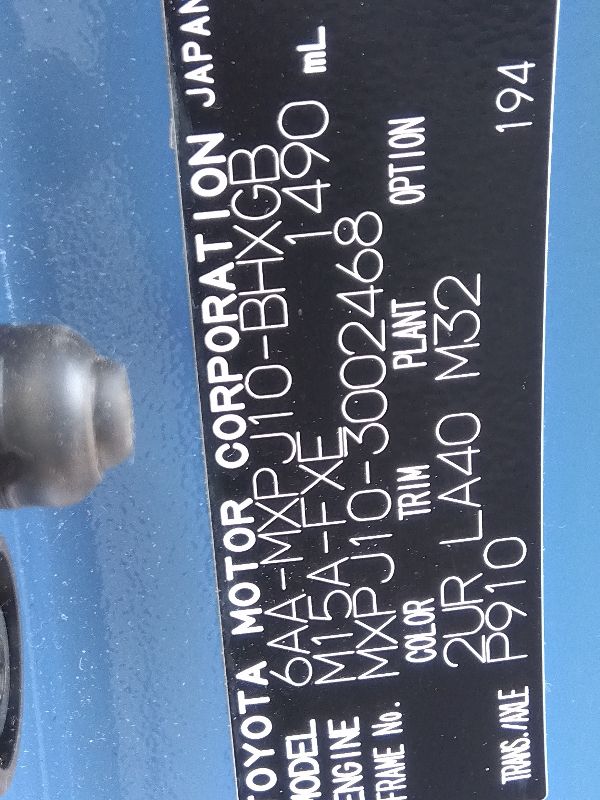 TOYOTA MOTOR CORPORATION JAPAN
MODEL 6AA-MXPJ10-BHXGB
ENGINE M15A-FXE 1490 mL
FRAME No. MXPJ10-3002468
COLOR TRIM PLANT OPTION
2UR LA40 M32
TRANS./AXLE P910 194